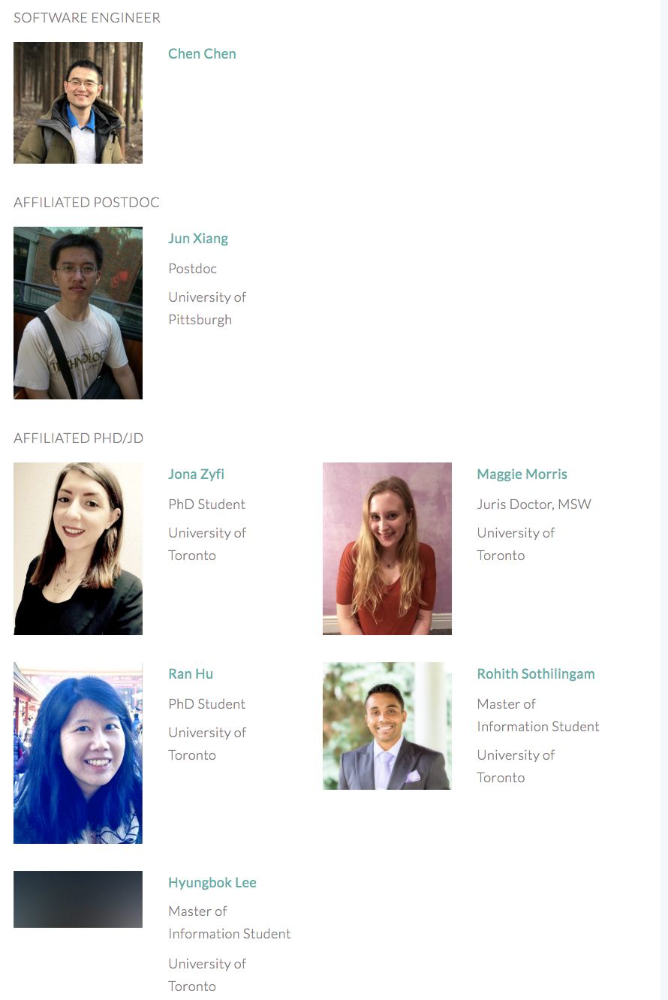 SOFTWARE ENGINEER
Chen Chen
AFFILIATED POSTDOC
Jun Xiang
Postdoc
University of
Pittsburgh
TECHNOLOGY
AFFILIATED PHD/JD
Jona Zyfi
PhD Student
University of
Toronto
Maggie Morris
Juris Doctor, MSW
University of
Toronto
Ran Hu
PhD Student
University of
Toronto
Rohith Sothilingam
Master of
Information Student
University of
Toronto
Hyungbok Lee
Master of
Information Student
University of
Toronto